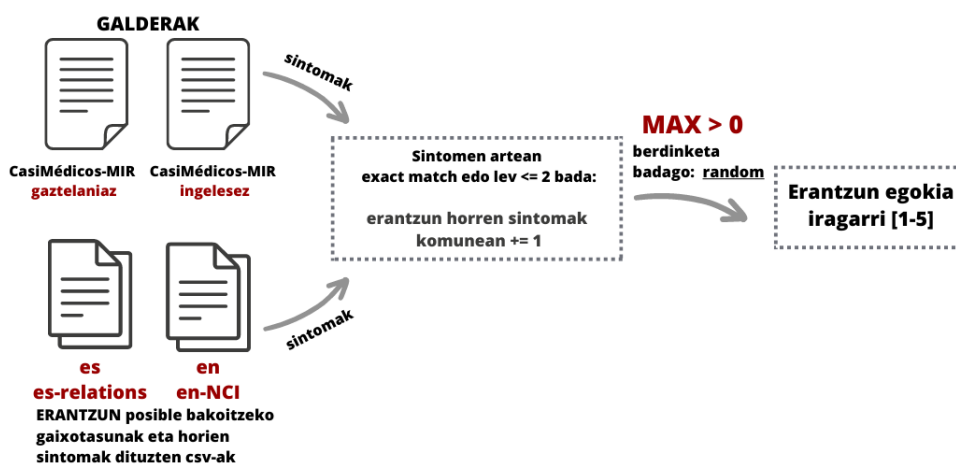 GALDERAK
sintomak
CasiMédicos-MIR
gaztelaniaz
CasiMédicos-MIR
ingelesez
Sintomen artean
exact match edo lev <= 2 bada:
erantzun horren sintomak
komunean += 1
MAX > 0
berdinketa
badago: random
Erantzun egokia
iragarri [1-5]
sintomak
es
es-relations
en
en-NCI
ERANTZUN posible bakoitzeko
gaixotasunak eta horien
sintomak dituzten csv-ak